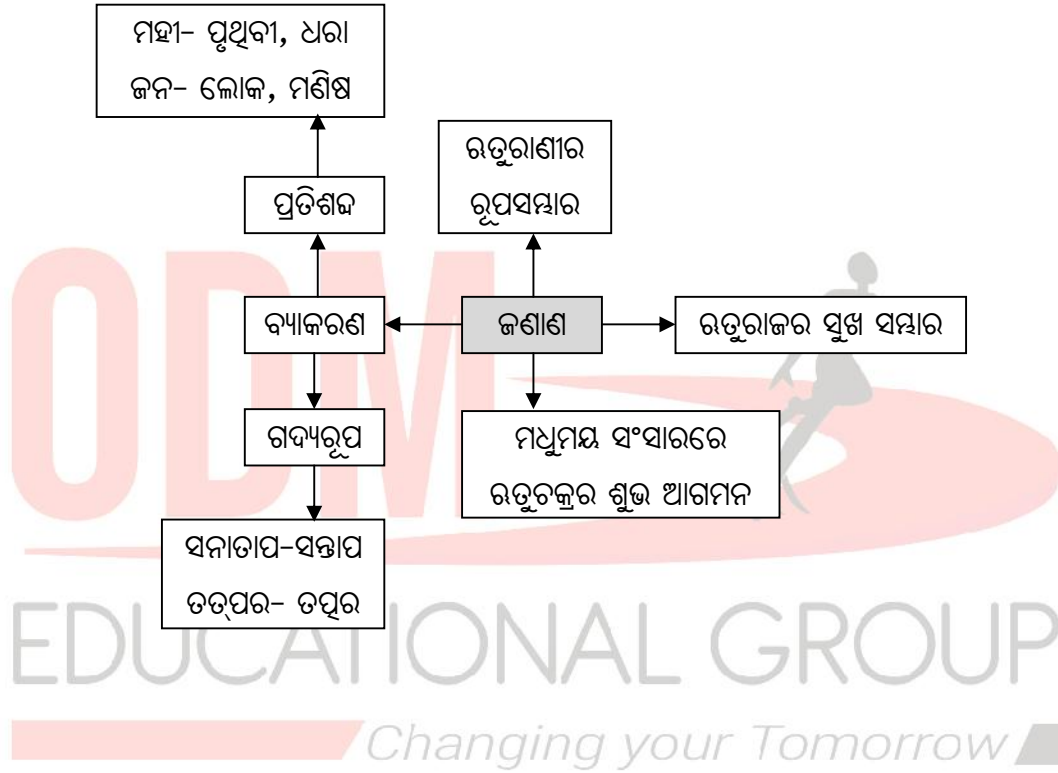 ମହୀ- ପୃଥିବୀ, ଧରା
ଜନ- ଲୋକ, ମଣିଷ
ପ୍ରତିଶବ୍ଦ
ଋତୁରାଣୀର
ରୂପସମ୍ଭାର
ବ୍ୟାକରଣ
ଜଣାଣ
ଋତୁରାଜର ସୁଖ ସମ୍ଭାର
ଗଦ୍ୟରୂପ
ମଧୁମୟ ସଂସାରରେ
ଋତୁଚକ୍ରର ଶୁଭ ଆଗମନ
ସନାତାପ-ସନ୍ତାପ
ତତ୍‌ପର- ତତ୍ପର
ODM
EDUCATIONAL GROUP
Changing your Tomorrow